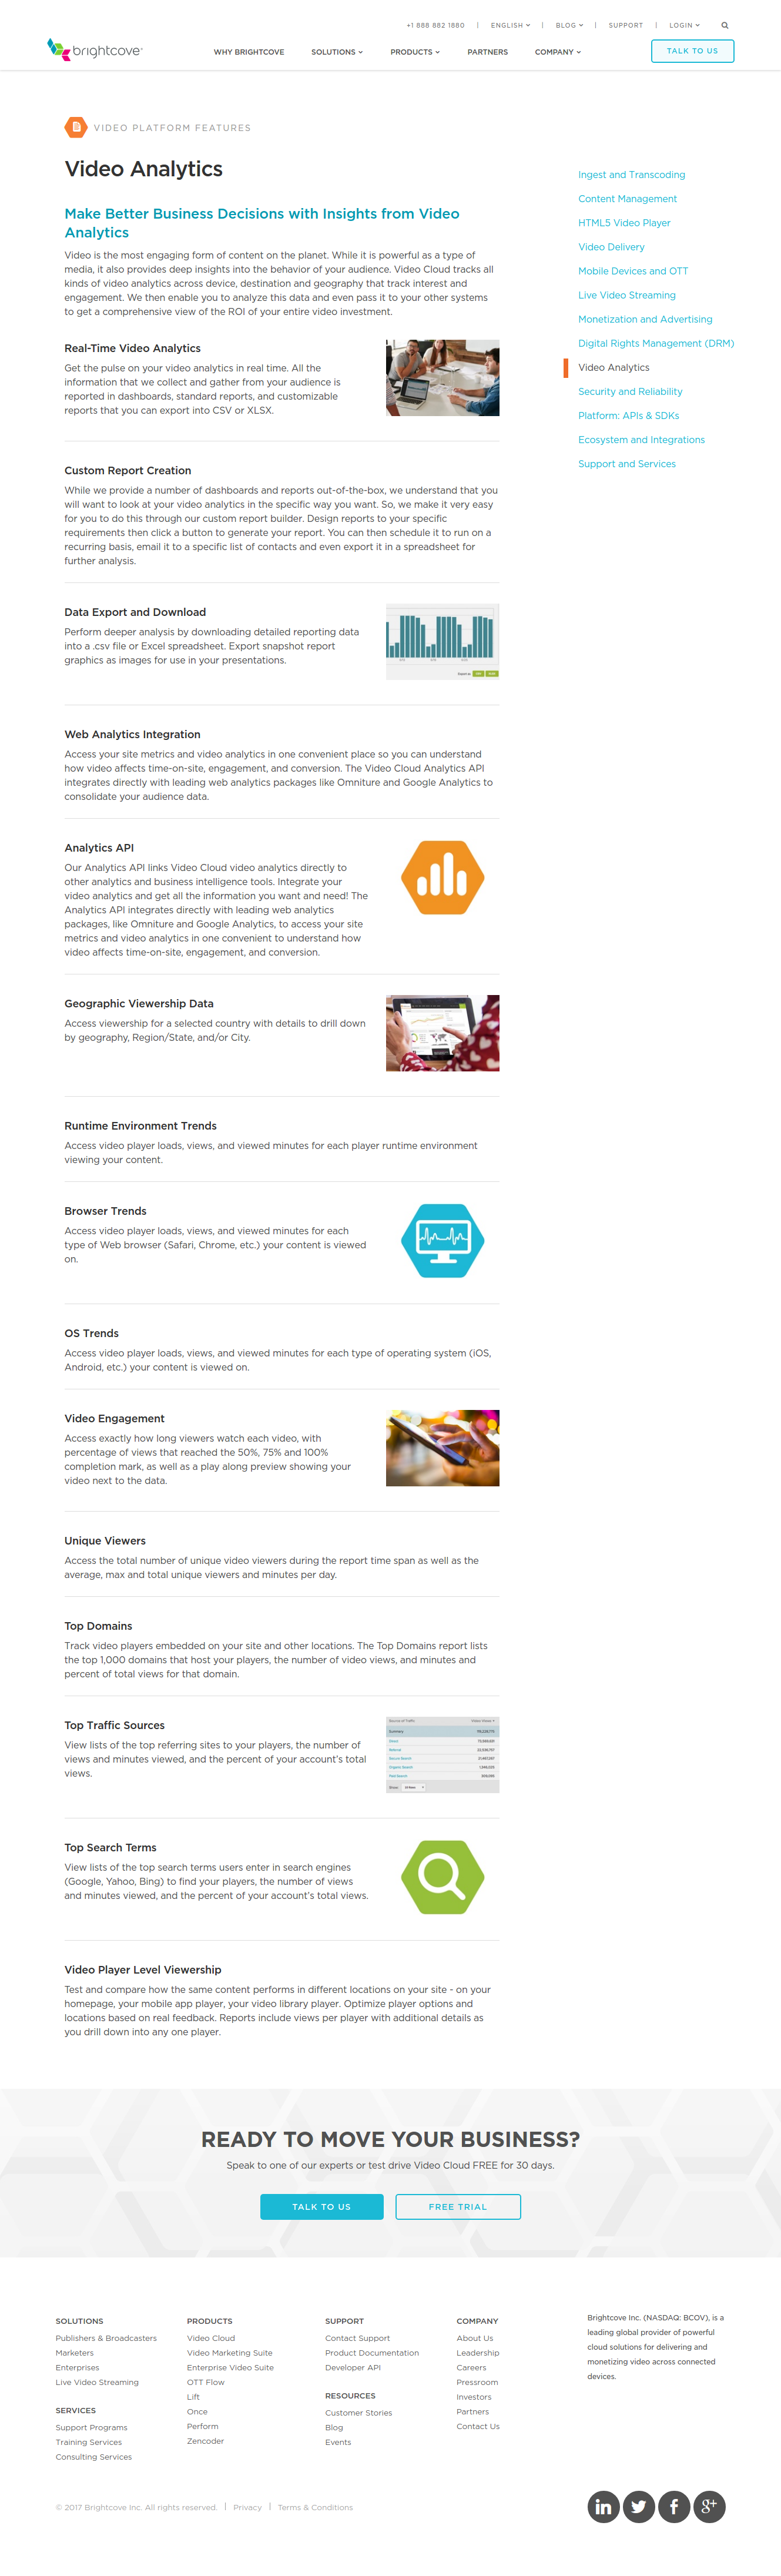 +1 888 882 1880 | ENGLISH | BLOG | SUPPORT | LOGIN
brightcove
WHY BRIGHTCOVE SOLUTIONS PRODUCTS PARTNERS COMPANY TALK TO US
VIDEO PLATFORM FEATURES
Video Analytics
Make Better Business Decisions with Insights from Video
Analytics
Video is the most engaging form of content on the planet. While it is powerful as a type of
media, it also provides deep insights into the behavior of your audience. Video Cloud tracks all
kinds of video analytics across device, destination and geography that track interest and
engagement. We then enable you to analyze this data and even pass it to your other systems
to get a comprehensive view of the ROI of your entire video investment.
Real-Time Video Analytics
Get the pulse on your video analytics in real time. All the
information that we collect and gather from your audience is
reported in dashboards, standard reports, and customizable
reports that you can export into CSV or XLSX.
Custom Report Creation
While we provide a number of dashboards and reports out-of-the-box, we understand that you
will want to look at your video analytics in the specific way you want. So, we make it very easy
for you to do this through our custom report builder. Design reports to your specific
requirements then click a button to generate your report. You can then schedule it to run on a
recurring basis, email it to a specific list of contacts and even export it in a spreadsheet for
further analysis.
Data Export and Download
Perform deeper analysis by downloading detailed reporting data
into a .csv file or Excel spreadsheet. Export snapshot report
graphics as images for use in your presentations.
Web Analytics Integration
Access your site metrics and video analytics in one convenient place so you can understand
how video affects time-on-site, engagement, and conversion. The Video Cloud Analytics API
integrates directly with leading web analytics packages like Omniture and Google Analytics to
consolidate your audience data.
Analytics API
Our Analytics API links Video Cloud video analytics directly to
other analytics and business intelligence tools. Integrate your
video analytics and get all the information you want and need! The
Analytics API integrates directly with leading web analytics
packages, like Omniture and Google Analytics, to access your site
metrics and video analytics in one convenient to understand how
video affects time-on-site, engagement, and conversion.
Geographic Viewership Data
Access viewership for a selected country with details to drill down
by geography, Region/State, and/or City.
Runtime Environment Trends
Access video player loads, views, and viewed minutes for each player runtime environment
viewing your content.
Browser Trends
Access video player loads, views, and viewed minutes for each
type of Web browser (Safari, Chrome, etc.) your content is viewed
on.
OS Trends
Access video player loads, views, and viewed minutes for each type of operating system (iOS,
Android, etc.) your content is viewed on.
Video Engagement
Access exactly how long viewers watch each video, with
percentage of views that reached the 50%, 75% and 100%
completion mark, as well as a play along preview showing your
video next to the data.
Unique Viewers
Access the total number of unique video viewers during the report time span as well as the
average, max and total unique viewers and minutes per day.
Top Domains
Track video players embedded on your site and other locations. The Top Domains report lists
the top 1,000 domains that host your players, the number of video views, and minutes and
percent of total views for that domain.
Top Traffic Sources
View lists of the top referring sites to your players, the number of
views and minutes viewed, and the percent of your account's total
views.
Top Search Terms
View lists of the top search terms users enter in search engines
(Google, Yahoo, Bing) to find your players, the number of views
and minutes viewed, and the percent of your account's total views.
Video Player Level Viewership
Test and compare how the same content performs in different locations on your site - on your
homepage, your mobile app player, your video library player. Optimize player options and
locations based on real feedback. Reports include views per player with additional details as
you drill down into any one player.
Ingest and Transcoding
Content Management
HTML5 Video Player
Video Delivery
Mobile Devices and OTT
Live Video Streaming
Monetization and Advertising
Digital Rights Management (DRM)
Video Analytics
Security and Reliability
Platform: APIs & SDKs
Ecosystem and Integrations
Support and Services
READY TO MOVE YOUR BUSINESS?
Speak to one of our experts or test drive Video Cloud FREE for 30 days.
TALK TO US FREE TRIAL
SOLUTIONS
Publishers & Broadcasters
Marketers
Enterprises
Live Video Streaming
SERVICES
Support Programs
Training Services
Consulting Services
PRODUCTS
Video Cloud
Video Marketing Suite
Enterprise Video Suite
OTT Flow
Lift
Once
Perform
Zencoder
SUPPORT
Contact Support
Product Documentation
Developer API
RESOURCES
Customer Stories
Blog
Events
COMPANY
About Us
Leadership
Careers
Pressroom
Investors
Partners
Contact Us
Brightcove Inc. (NASDAQ: BCOV), is a
leading global provider of powerful
cloud solutions for delivering and
monetizing video across connected
devices.
© 2017 Brightcove Inc. All rights reserved. | Privacy | Terms & Conditions